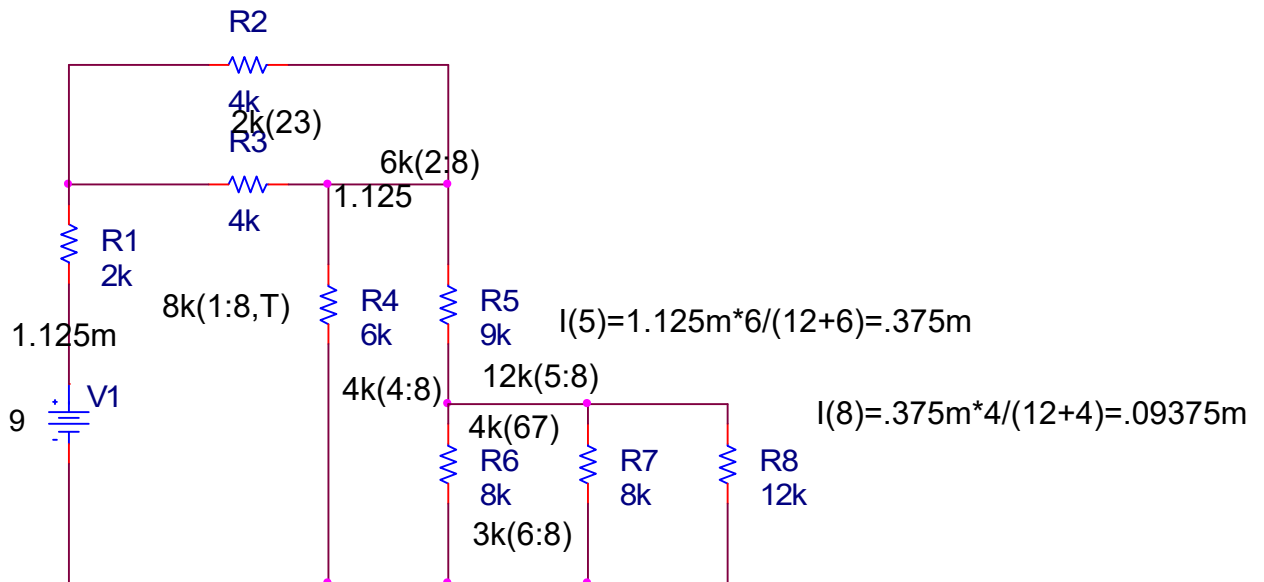 R2
4k
2k(23)
R3
6k(2:8)
1.125
4k
R1
2k
8k(1:8,T)
R4
6k
R5
9k
I(5)=1.125m*6/(12+6)=.375m
1.125m
12k(5:8)
4k(4:8)
V1
+
-
9
I(8)=.375m*4/(12+4)=.09375m
4k(67)
R6
8k
R7
8k
R8
12k
3k(6:8)